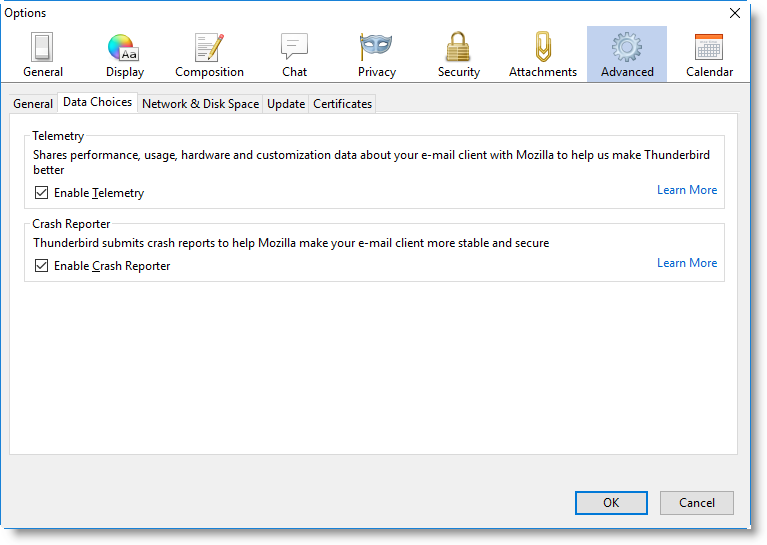 Options
General
Aa
Display
Composition
Chat
Privacy
Security
Attachments
Advanced
Calendar
General
Data Choices
Network & Disk Space
Update
Certificates
Telemetry
Shares performance, usage, hardware and customization data about your e-mail client with Mozilla to help us make Thunderbird
better
Enable Telemetry
Learn More
Crash Reporter
Thunderbird submits crash reports to help Mozilla make your e-mail client more stable and secure
Enable Crash Reporter
Learn More
OK
Cancel